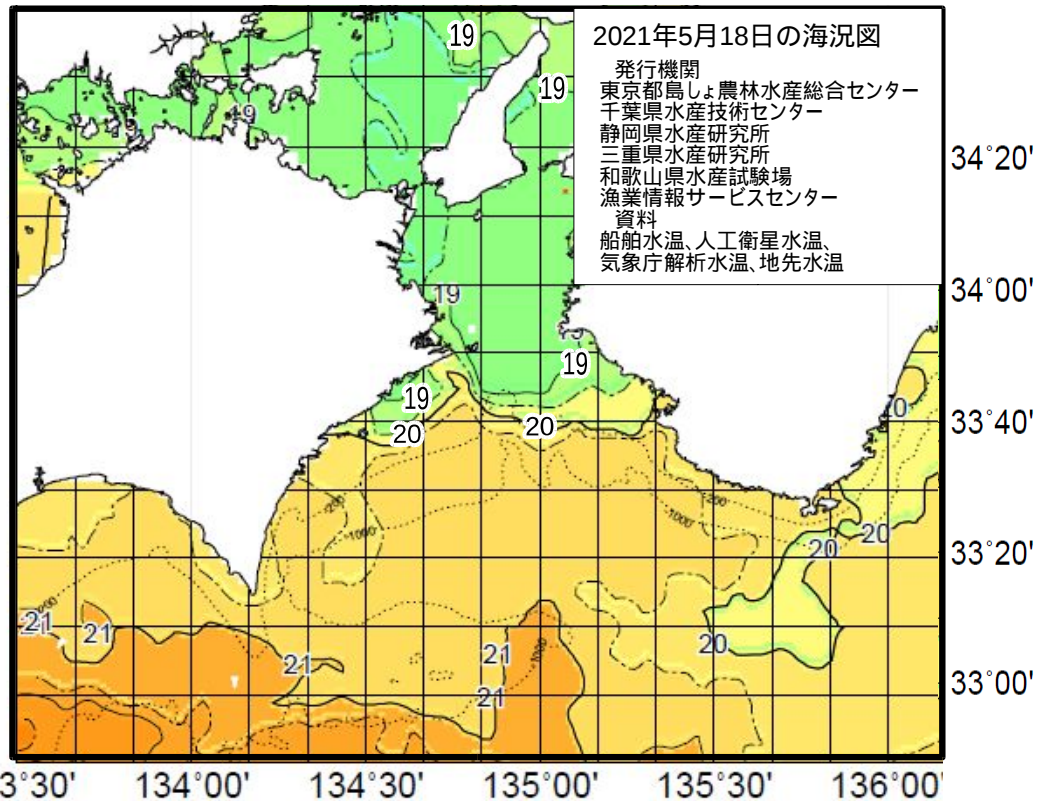 2021年5月18日の海況図
発行機関
東京都島しょ農林水産総合センター
千葉県水産技術センター
静岡県水産研究所
三重県水産研究所
和歌山県水産試験場
漁業情報サービスセンター
資料
船舶水温、人工衛星水温、
気象庁解析水温、地先水温
19
19
19
34°20'
19
34°00'
19
19
20
20
33°40'
200
1000
200
1000
20
20
33°20'
21
21
21
21
1000
20
21
33°00'
3°30'
134°00'
134°30'
135°00'
135°30'
136°00'